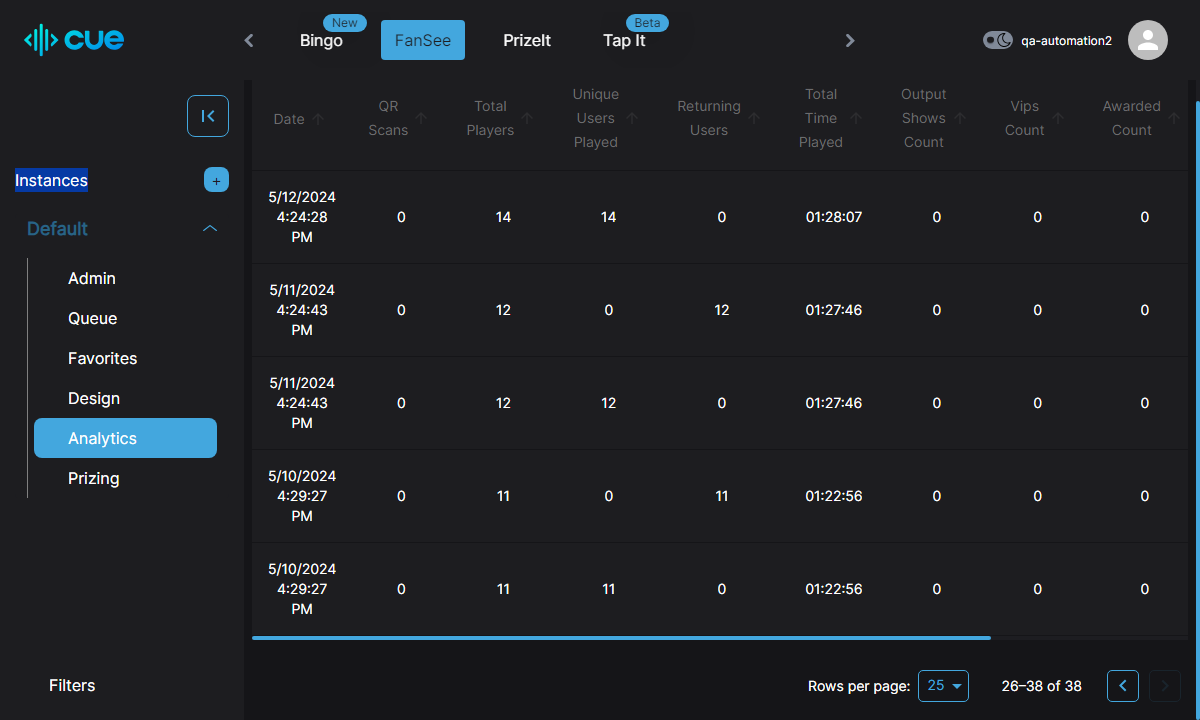 cue
New
Bingo
FanSee
PrizeIt
Beta
Tap It
qa-automation2
Instances
+
Default
Admin
Queue
Favorites
Design
Analytics
Prizing
Filters
Date
QR
Scans
Total
Players
Unique
Users
Played
Returning
Users
Total
Time
Played
Output
Shows
Count
Vips
Count
Awarded
Count
5/12/2024
4:24:28
PM
0
14
14
0
01:28:07
0
0
0
5/11/2024
4:24:43
PM
0
12
0
12
01:27:46
0
0
0
5/11/2024
4:24:43
PM
0
12
12
0
01:27:46
0
0
0
5/10/2024
4:29:27
PM
0
11
0
11
01:22:56
0
0
0
5/10/2024
4:29:27
PM
0
11
11
0
01:22:56
0
0
0
Rows per page:
25
26–38 of 38